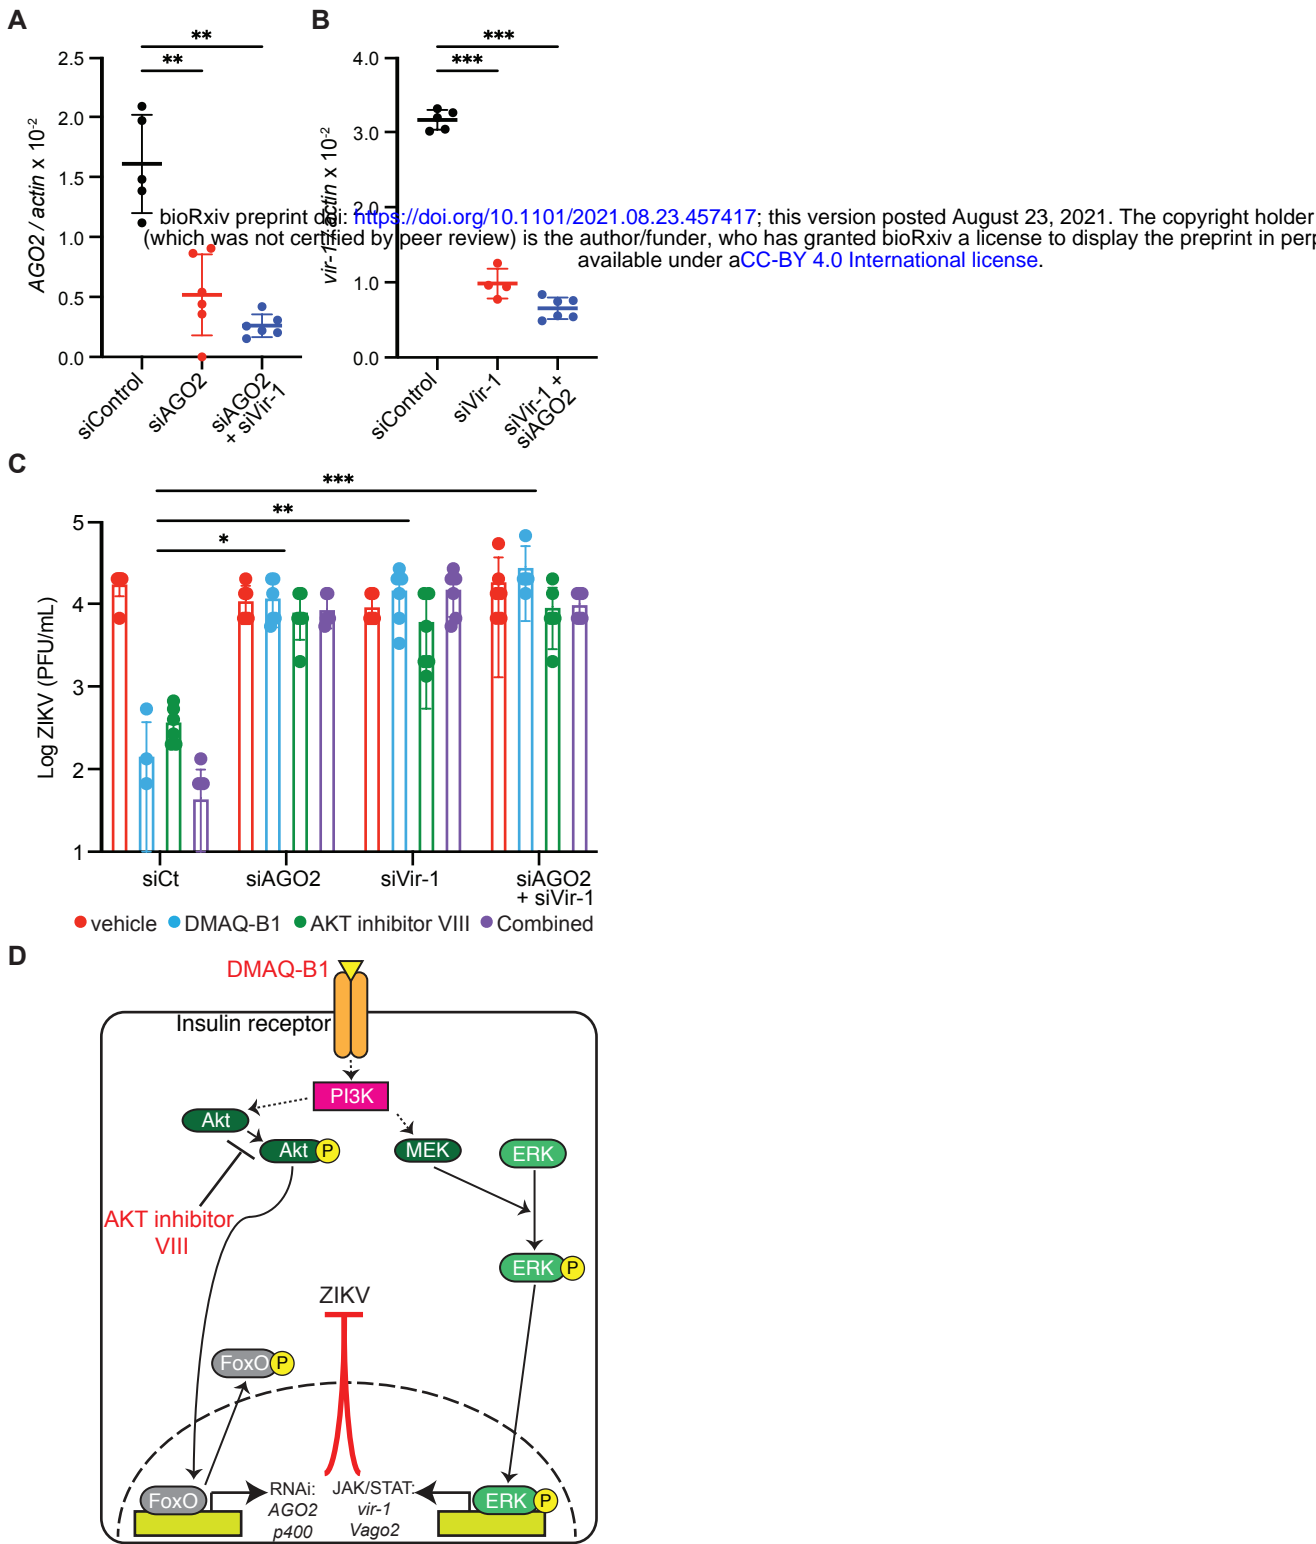 A
B
**
**
***
***
2.5
2.0
1.5
1.0
0.5
0.0
AGO2 / actin x 10-2
siControl
siAGO2
siAGO2
+ siVir-1
4.0
3.0
2.0
1.0
0.0
vir-1 / actin x 10-2
siControl
siVir-1
siVir-1 +
siAGO2
bioRxiv preprint doi: https://doi.org/10.1101/2021.08.23.457417; this version posted August 23, 2021. The copyright holder
(which was not certified by peer review) is the author/funder, who has granted bioRxiv a license to display the preprint in perp
available under aCC-BY 4.0 International license.
C
***
**
*
5
4
3
2
1
Log ZIKV (PFU/mL)
siCt
siAGO2
siVir-1
siAGO2
+ siVir-1
vehicle DMAQ-B1 AKT inhibitor VIII Combined
D
DMAQ-B1
Insulin receptor
PI3K
Akt
Akt P
MEK
ERK
AKT inhibitor
VIII
ERK P
ZIKV
FoxO P
FoxO
RNAi:
AGO2
p400
JAK/STAT:
vir-1
Vago2
ERK P